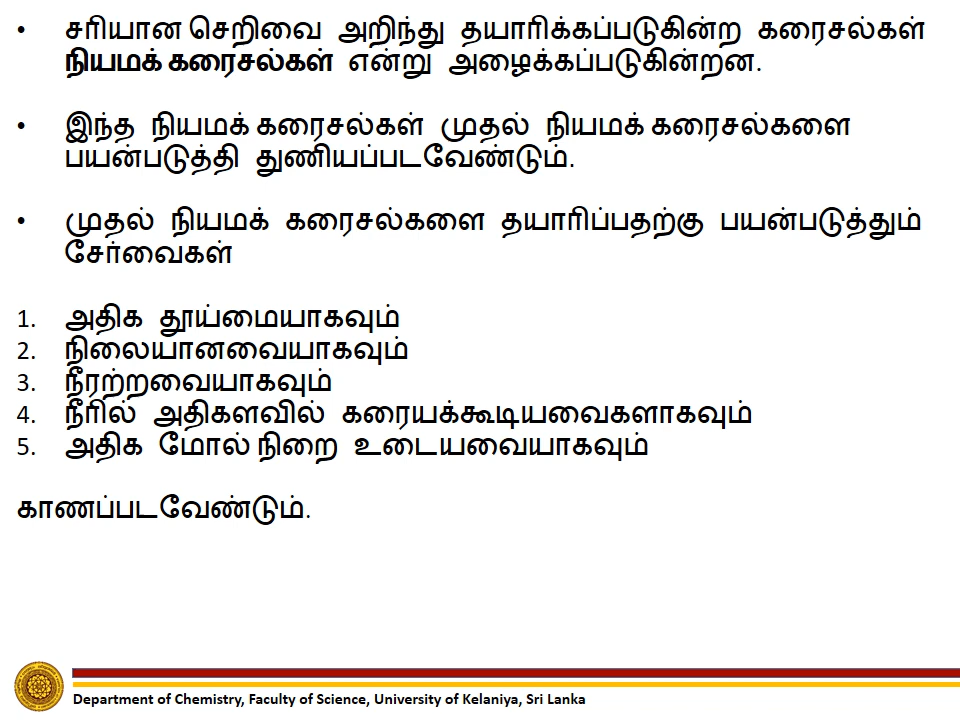 • சரியான செறிவை அறிந்து தயாரிக்கப்படுகின்ற கரைசல்கள்
நியமக் கரைசல்கள் என்று அழைக்கப்படுகின்றன.
• இந்த நியமக் கரைசல்கள் முதல் நியமக் கரைசல்களை
பயன்படுத்தி துணியப்படவேண்டும்.
• முதல் நியமக் கரைசல்களை தயாரிப்பதற்கு பயன்படுத்தும்
சேர்வைகள்
1. அதிக தூய்மையாகவும்
2. நிலையானவையாகவும்
3. நீரற்றவையாகவும்
4. நீரில் அதிகளவில் கரையக்கூடியவைகளாகவும்
5. அதிக மோல் நிறை உடையவையாகவும்
காணப்படவேண்டும்.
Department of Chemistry, Faculty of Science, University of Kelaniya, Sri Lanka